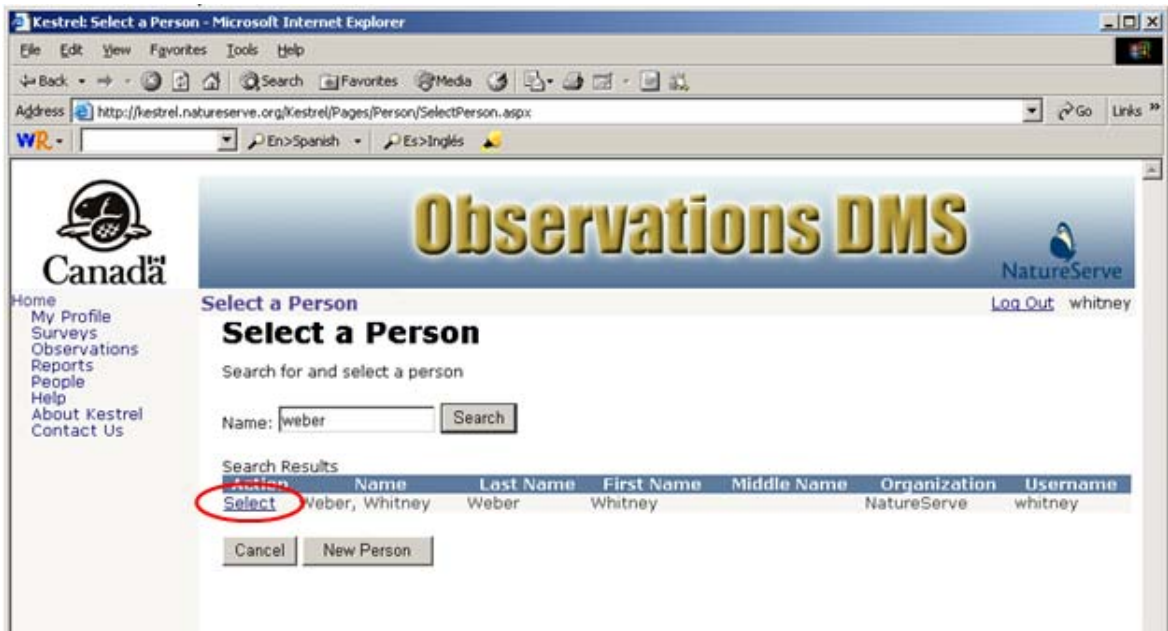 Kestrel: Select a Person - Microsoft Internet Explorer
File Edit View Favorites Tools Help
Back Search Favorites Media
Address http://kestrel.natureserve.org/Kestrel/Pages/Person/SelectPerson.aspx Go Links »
WR En>Spanish Es>Inglés
Observations DMS
Canada
NatureServe
Home
My Profile
Surveys
Observations
Reports
People
Help
About Kestrel
Contact Us
Select a Person Log Out whitney
Select a Person
Search for and select a person
Name: weber Search
Search Results
Action Name Last Name First Name Middle Name Organization Username
Select Weber, Whitney Weber Whitney NatureServe whitney
Cancel New Person